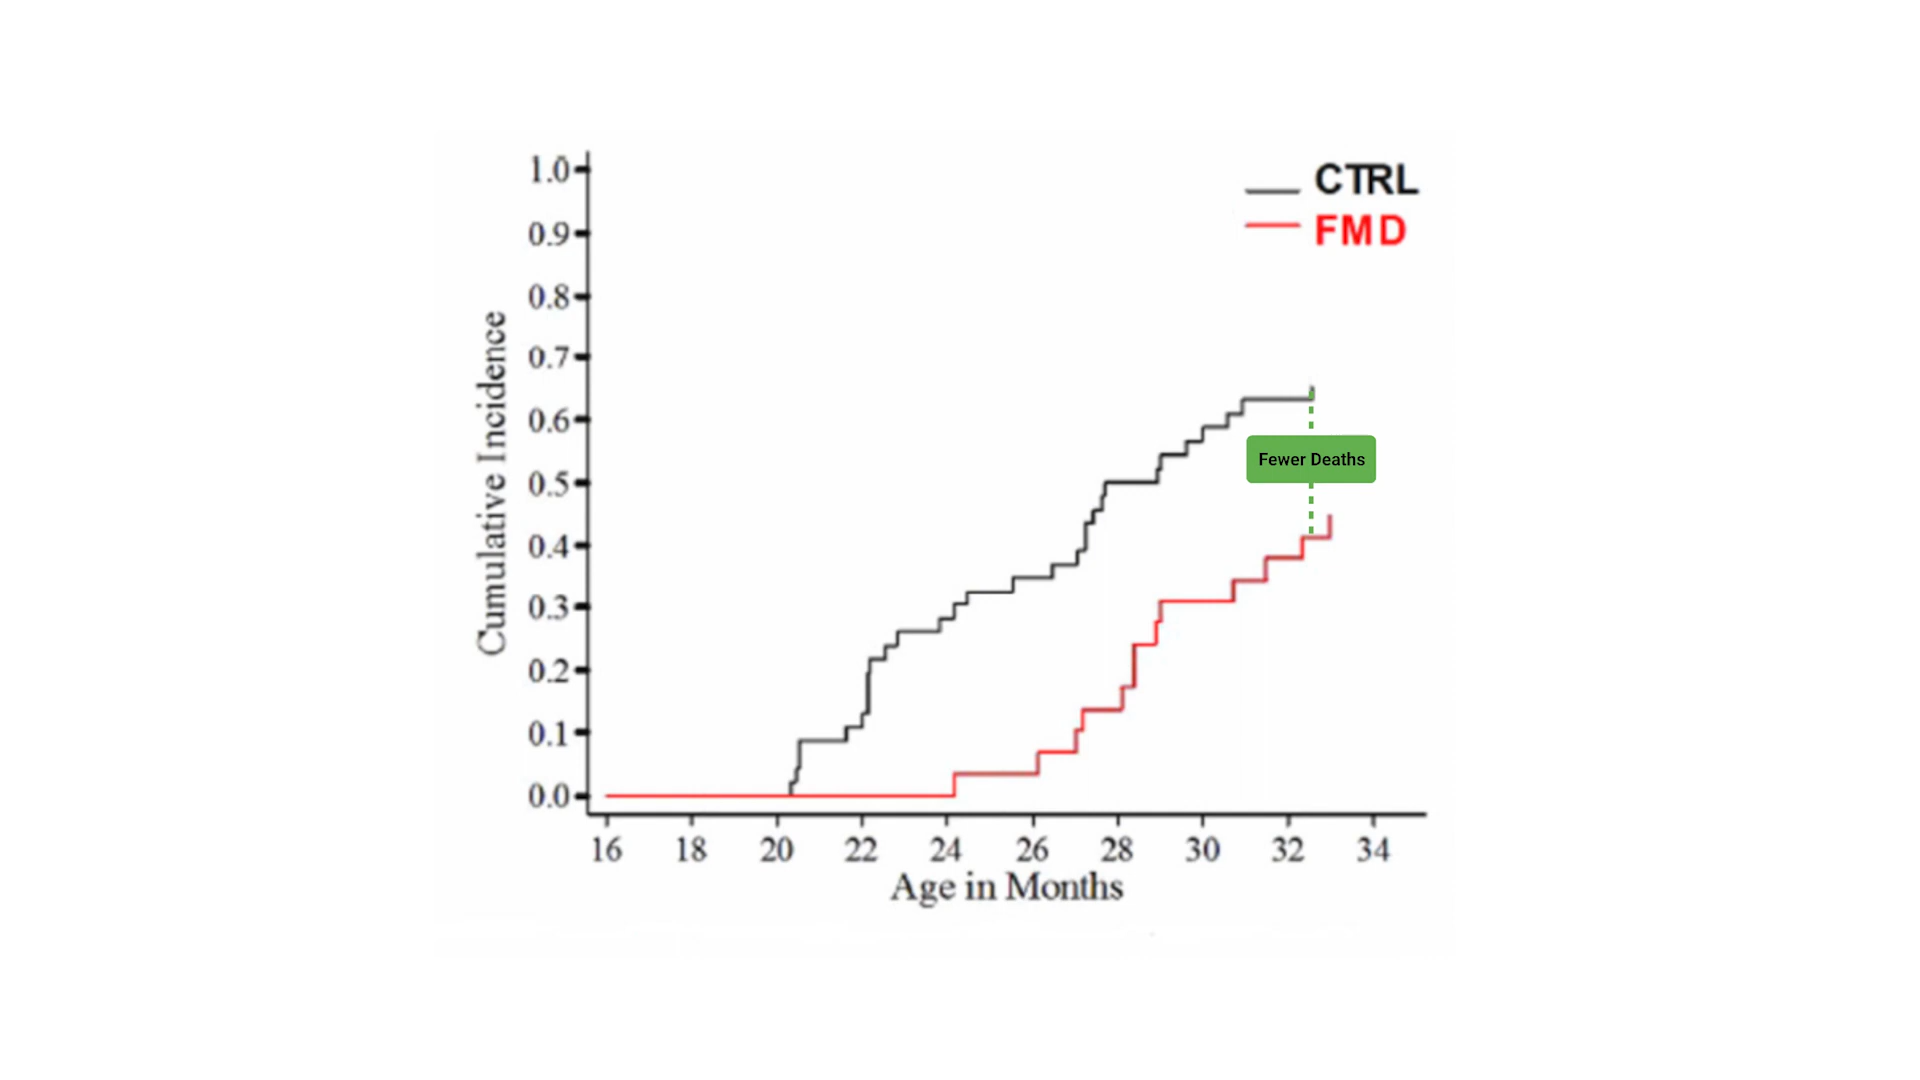 1.0
0.9
0.8
0.7
0.6
0.5
0.4
0.3
0.2
0.1
0.0
Cumulative Incidence
CTRL
FMD
Fewer Deaths
16 18 20 22 24 26 28 30 32 34
Age in Months